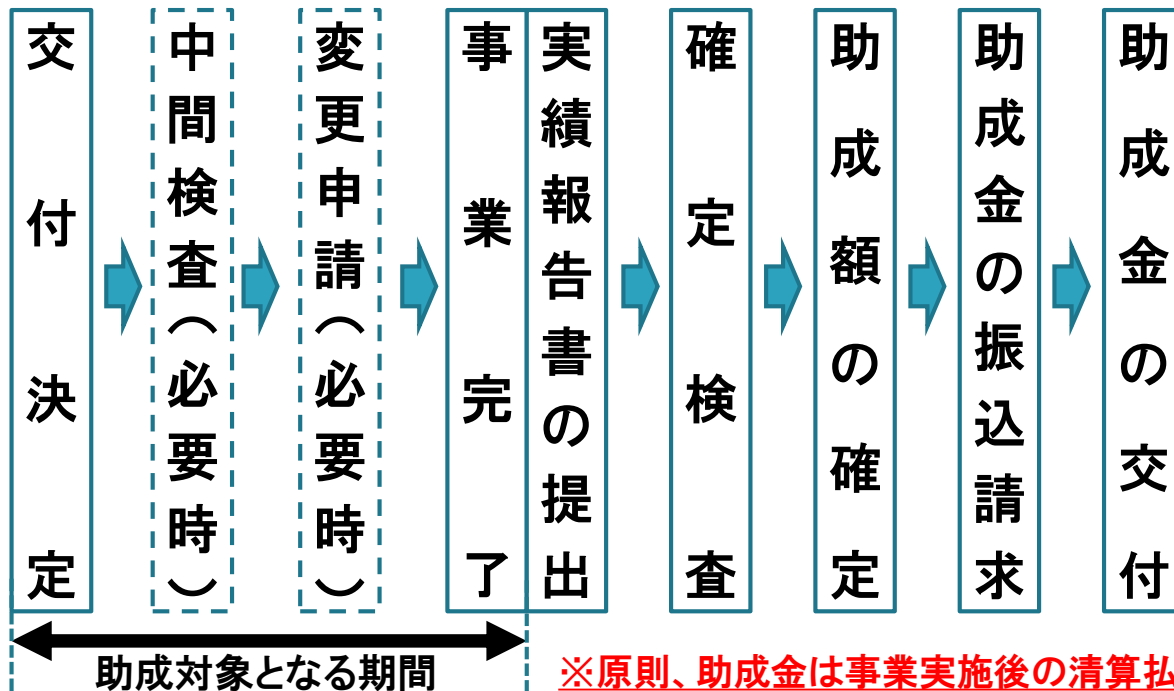 交付決定
中間検査（必要時）
変更申請（必要時）
事業完了
実績報告書の提出
確定検査
助成額の確定
助成金の振込請求
助成金の交付
助成対象となる期間
※原則、助成金は事業実施後の清算払